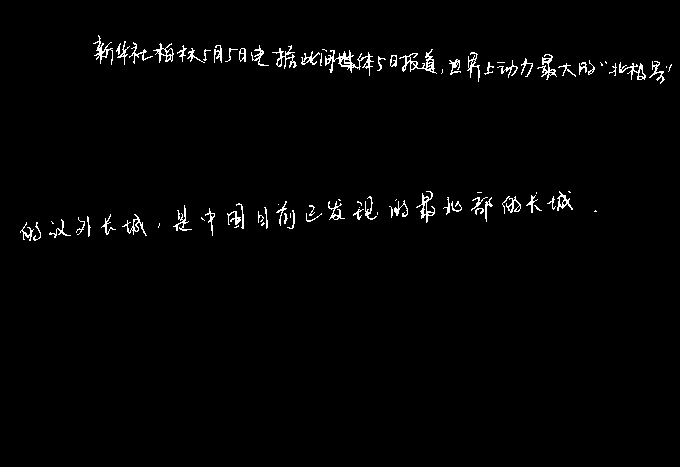 新华社柏林5月5日电据此间媒体5日报道,世界上动力最大的“北极号”
的汉外长城,是中国目前已发现的最北部的长城.